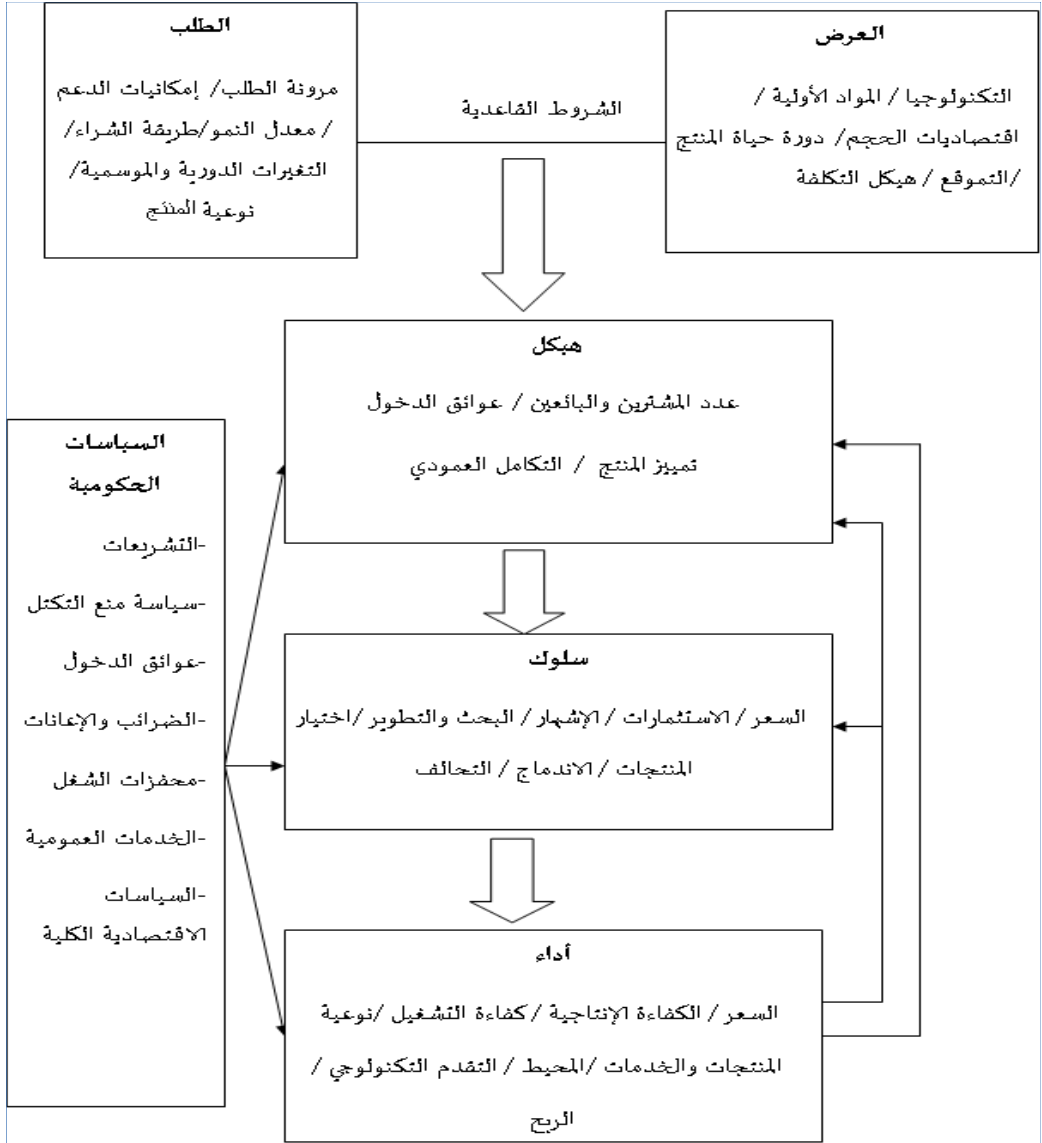 العرض
التكنولوجيا / المواد الأولية /
اقتصاديات الحجم/ دورة حياة المنتج
/التموقع / هيكل التكلفة
الشروط القاعدية
الطلب
مرونة الطلب/ إمكانيات الدعم
/ معدل النمو/طريقة الشراء/
التغيرات الدورية والموسمية/
نوعية المنتج
هيكل
عدد المشترين والبائعين / عوائق الدخول
تمييز المنتج / التكامل العمودي
السياسات
الحكومية
-التشريعات
-سياسة منع التكتل
-عوائق الدخول
-الضرائب والإعانات
-محفزات الشغل
-الخدمات العمومية
-السياسات
الاقتصادية الكلية
سلوك
السعر/ الاستثمارات / الإشهار/ البحث والتطوير/اختيار
المنتجات / الاندماج / التحالف
أداء
السعر/ الكفاءة الإنتاجية / كفاءة التشغيل /نوعية
المنتجات والخدمات /المحيط / التقدم التكنولوجي /
الربح